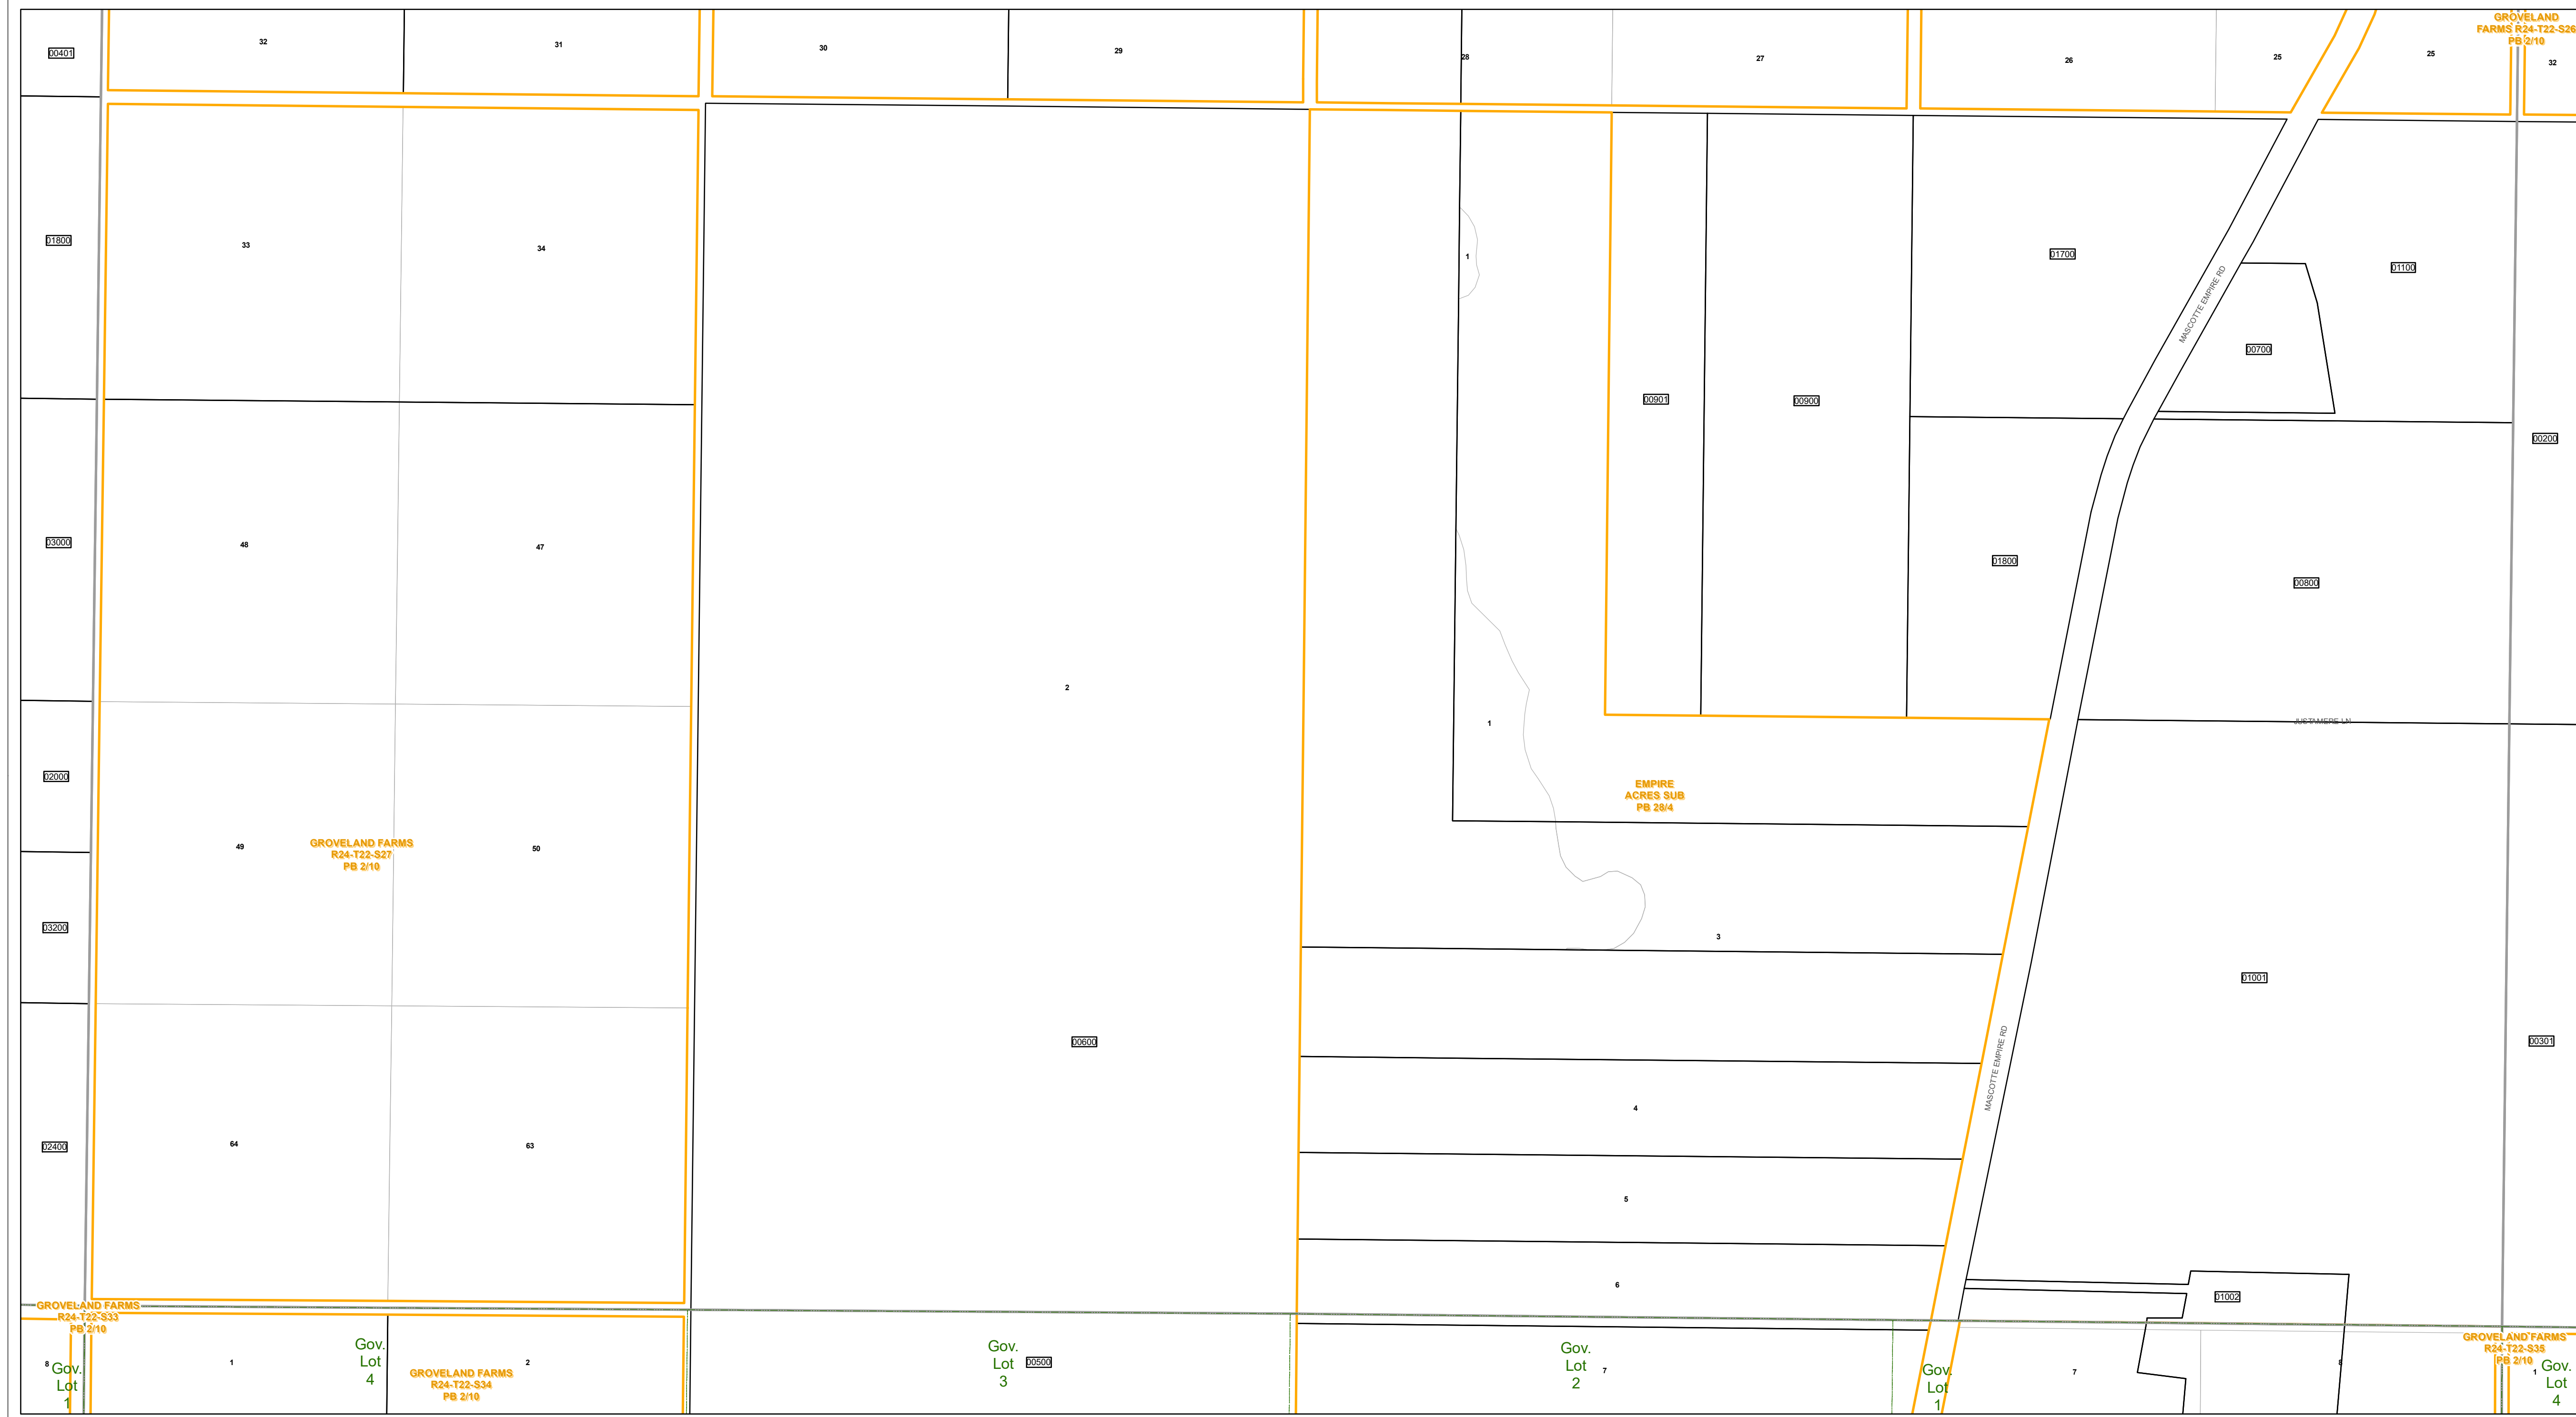 00401
32
31
30
29
28
27
26
25
25
GROVELAND
FARMS R24-T22-S26
PB 2/10
32
01800
33
34
1
01700
MASCOTTE EMPIRE RD
01100
00700
00901
00900
00200
03000
48
47
01800
00800
2
1
JUSTAMERE LN
02000
EMPIRE
ACRES SUB
PB 28/4
GROVELAND FARMS
R24-T22-S27
PB 2/10
49
50
03200
3
01001
00600
MASCOTTE EMPIRE RD
00301
4
02400
64
63
5
6
01002
GROVELAND FARMS
R24-T22-S33
PB 2/10
8
Gov.
Lot
1
1
Gov.
Lot
4
2
GROVELAND FARMS
R24-T22-S34
PB 2/10
Gov.
Lot
3
00500
Gov.
Lot
2
7
Gov.
Lot
1
7
8
GROVELAND FARMS
R24-T22-S35
PB 2/10
1
Gov.
Lot
4